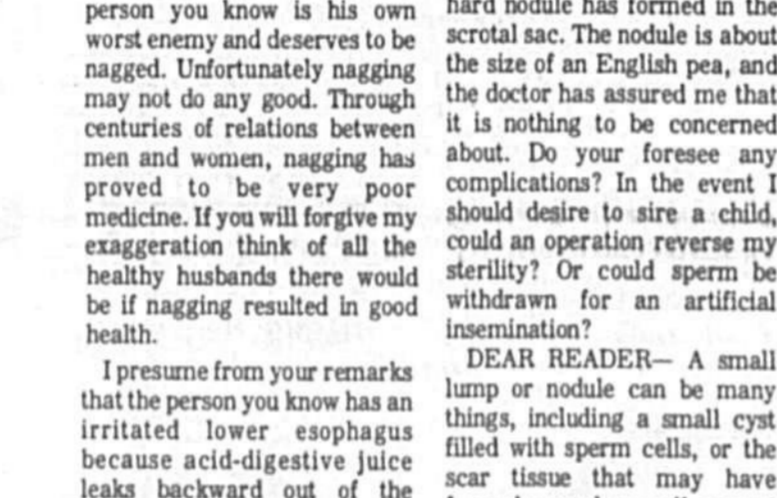 person you know is his own
worst enemy and deserves to be
nagged. Unfortunately nagging
may not do any good. Through
centuries of relations between
men and women, nagging has
proved to be very poor
medicine. If you will forgive my
exaggeration think of all the
healthy husbands there would
be if nagging resulted in good
health.
I presume from your remarks
that the person you know has an
irritated lower esophagus
because acid-digestive juice
leaks backward out of the
hard nodule has formed in the
scrotal sac. The nodule is about
the size of an English pea, and
the doctor has assured me that
it is nothing to be concerned
about. Do your foresee any
complications? In the event I
should desire to sire a child,
could an operation reverse my
sterility? Or could sperm be
withdrawn for an artificial
insemination?
DEAR READER— A small
lump or nodule can be many
things, including a small cyst
filled with sperm cells, or the
scar tissue that may have